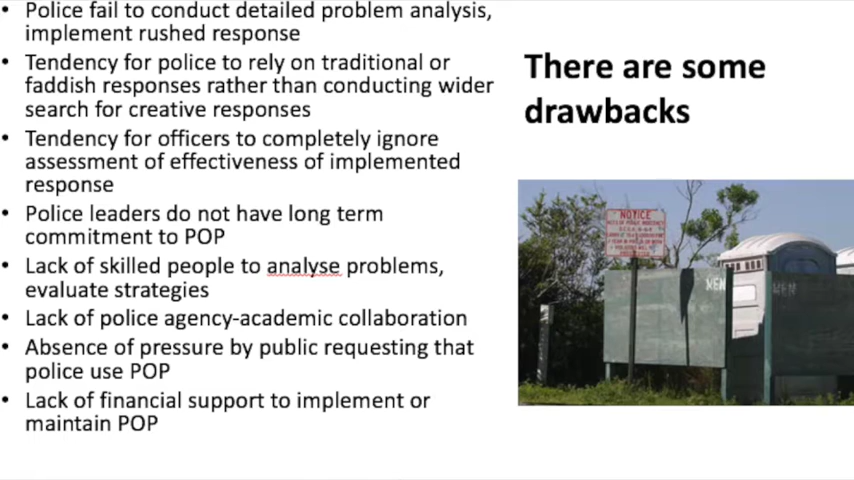 • Police fail to conduct detailed problem analysis,
implement rushed response
• Tendency for police to rely on traditional or
faddish responses rather than conducting wider
search for creative responses
• Tendency for officers to completely ignore
assessment of effectiveness of implemented
response
• Police leaders do not have long term
commitment to POP
• Lack of skilled people to analyse problems,
evaluate strategies
• Lack of police agency-academic collaboration
• Absence of pressure by public requesting that
police use POP
• Lack of financial support to implement or
maintain POP
There are some
drawbacks
NOTICE
MEN
MEN